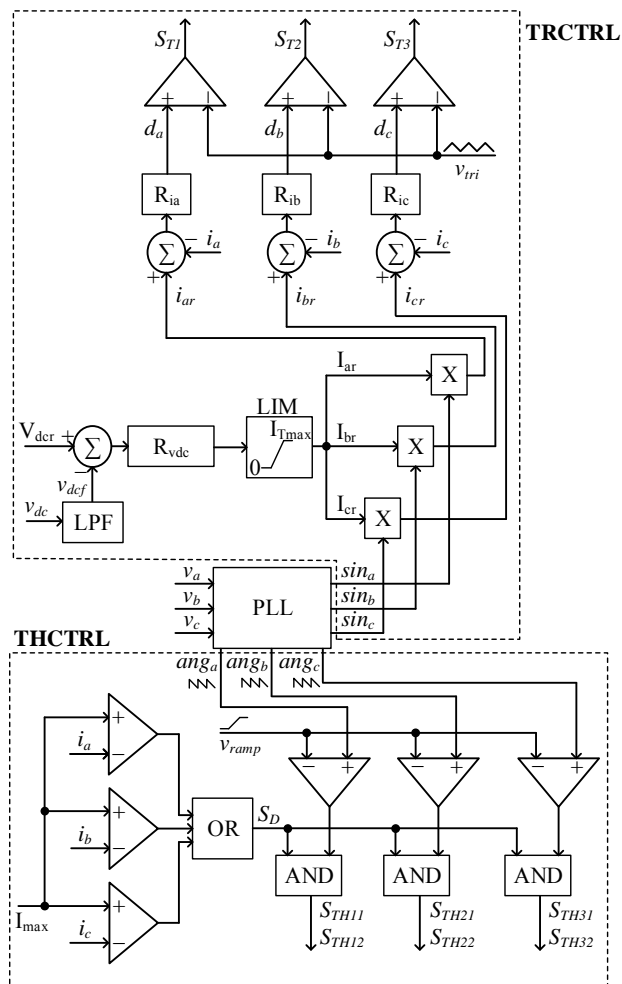 S_T1 S_T2 S_T3
TRCTRL
+ − + − + −
d_a d_b d_c
v_tri
R_ia R_ib R_ic
− i_a − i_b − i_c
Σ Σ Σ
+ + +
i_ar i_br i_cr
I_ar
X
LIM
V_dcr + Σ R_vdc I_Tmax I_br X
0
− v_dcf
I_cr X
v_dc LPF
v_a sin_a
v_b PLL sin_b
v_c sin_c
THCTRL
ang_a ang_b ang_c
v_ramp
+ − + − + − +
i_a −
+ S_D
i_b − OR
AND AND AND
I_max +
i_c −
S_TH11 S_TH21 S_TH31
S_TH12 S_TH22 S_TH32